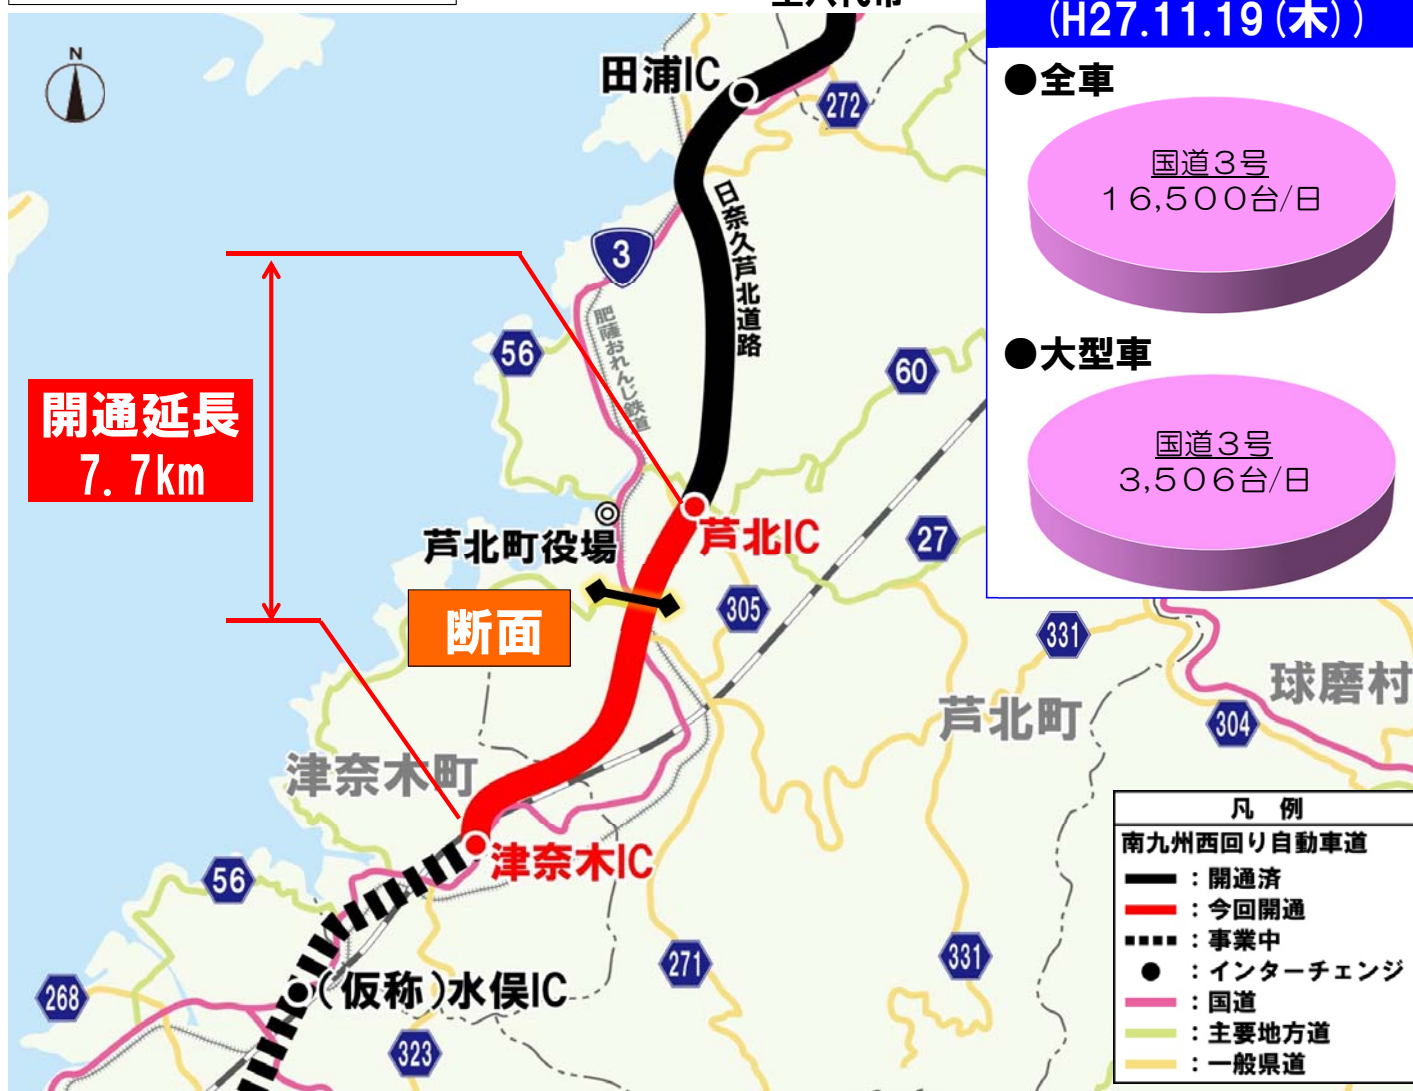 (H27.11.19(木))
●全車
国道3号
16,500台/日
●大型車
国道3号
3,506台/日
N
田浦IC
272
日奈久芦北道路
3
肥薩おれんじ鉄道
56
60
開通延長
7.7km
芦北町役場
芦北IC
27
断面
305
331
球磨村
芦北町
304
津奈木町
津奈木IC
56
271
331
268
(仮称)水俣IC
323
凡 例
南九州西回り自動車道
:開通済
:今回開通
:事業中
:インターチェンジ
:国道
:主要地方道
:一般県道